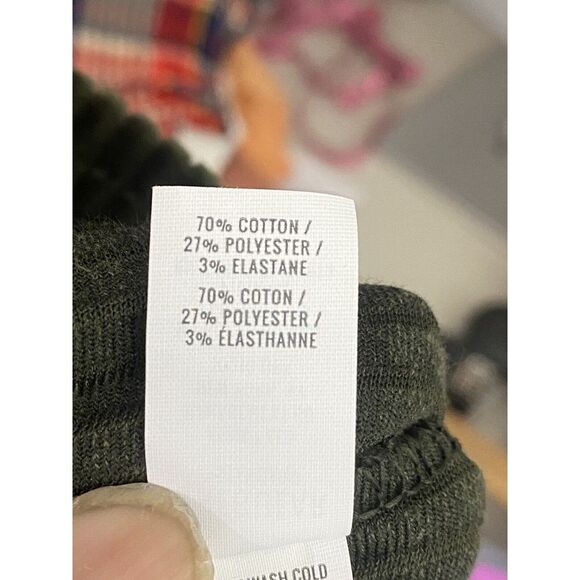 70% COTTON /
27% POLYESTER /
3% ELASTANE
70% COTON /
27% POLYESTER /
3% ÉLASTHANNE
WASH COLD